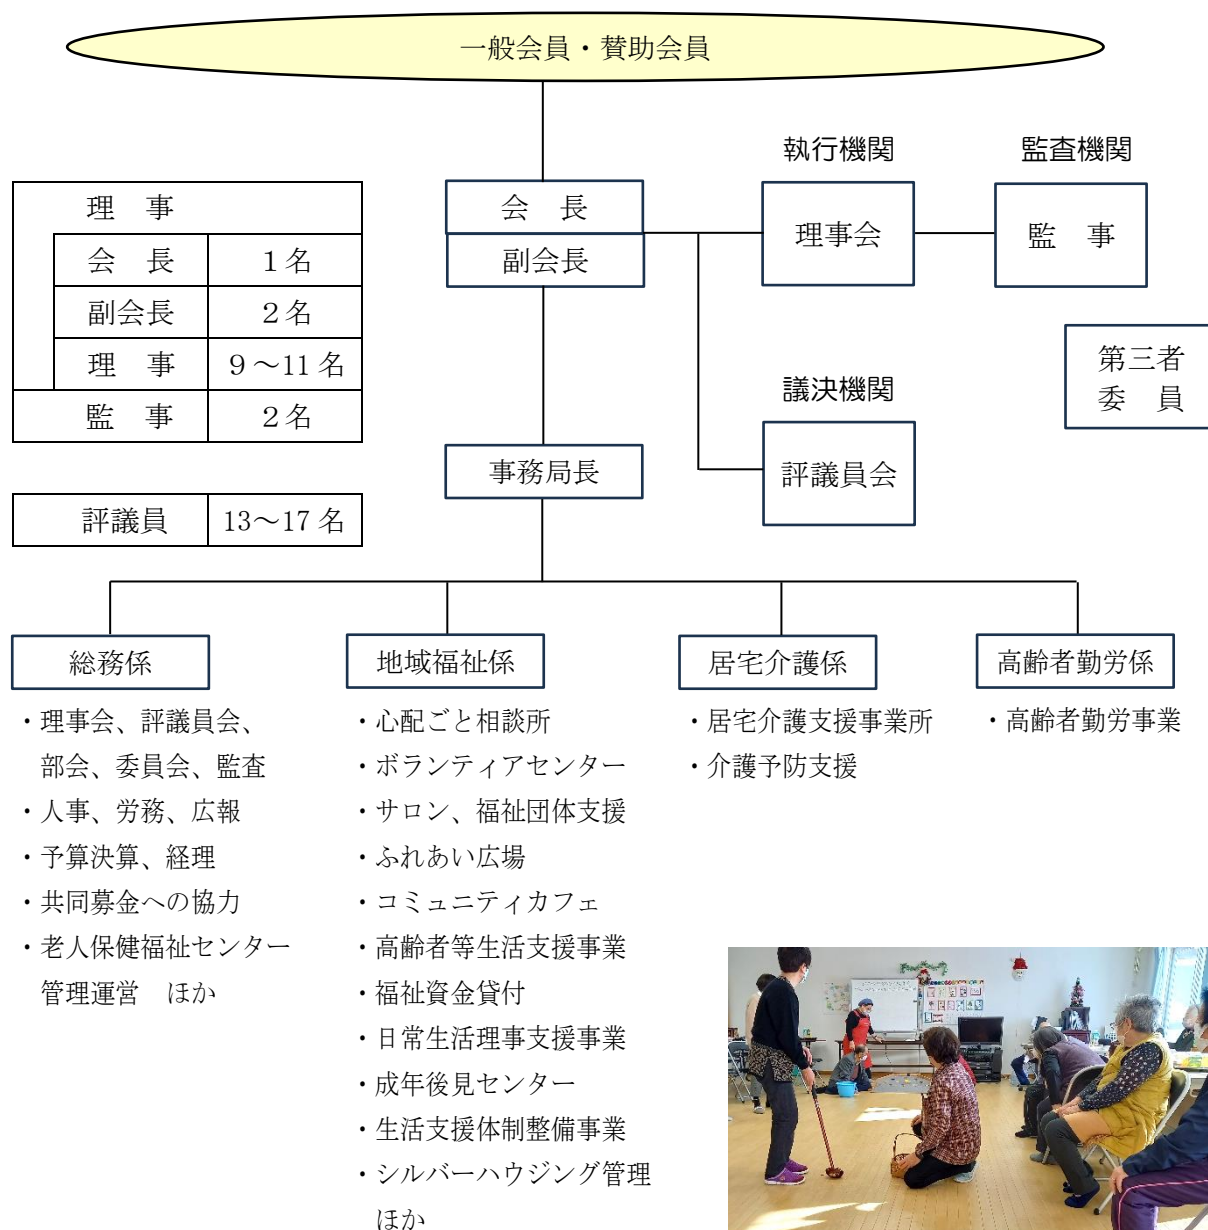 一般会員・賛助会員
執行機関
監査機関
理　事
会　長
1名
副会長
2名
理　事
9～11名
監　事
2名
評議員
13～17名
会　長
副会長
理事会
監　事
第三者
委　員
議決機関
評議員会
事務局長
総務係
・理事会、評議員会、
部会、委員会、監査
・人事、労務、広報
・予算決算、経理
・共同募金への協力
・老人保健福祉センター
管理運営　ほか
地域福祉係
・心配ごと相談所
・ボランティアセンター
・サロン、福祉団体支援
・ふれあい広場
・コミュニティカフェ
・高齢者等生活支援事業
・福祉資金貸付
・日常生活理事支援事業
・成年後見センター
・生活支援体制整備事業
・シルバーハウジング管理
ほか
居宅介護係
・居宅介護支援事業所
・介護予防支援
高齢者勤労係
・高齢者勤労事業